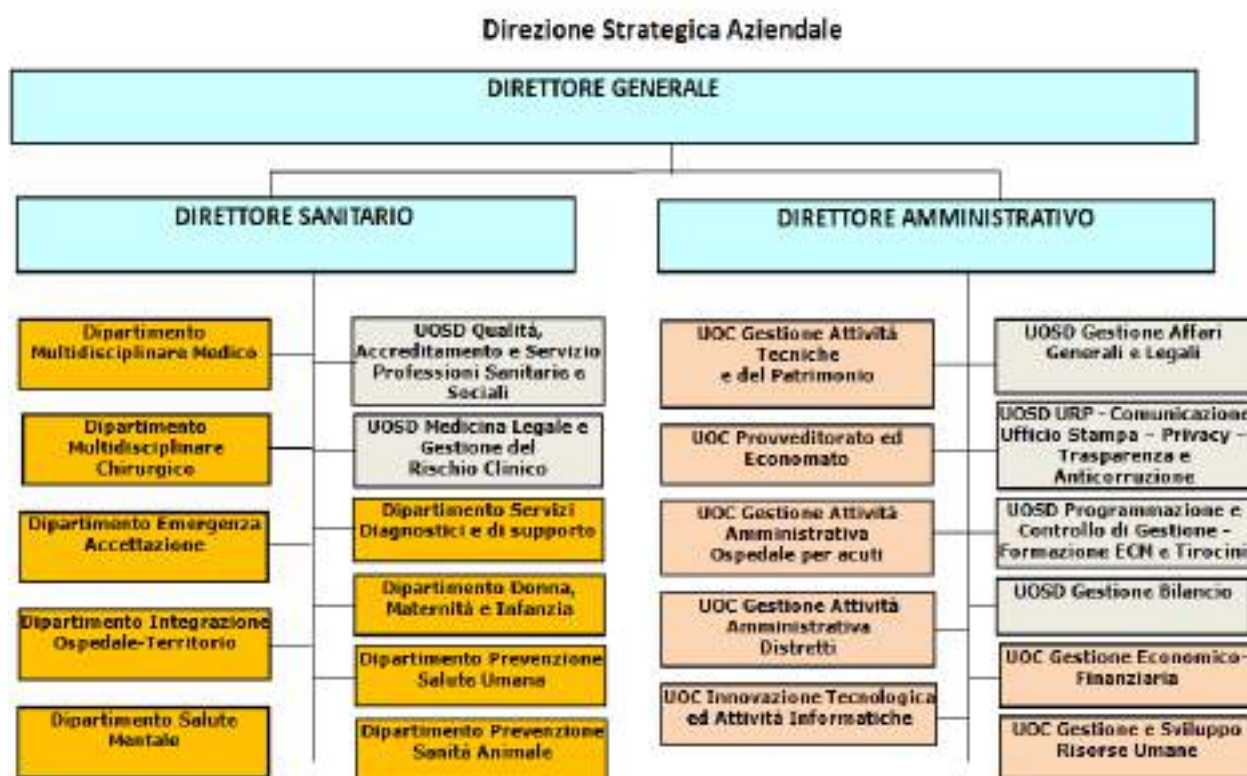 Direzione Strategica Aziendale
DIRETTORE GENERALE
DIRETTORE SANITARIO
DIRETTORE AMMINISTRATIVO
Dipartimento
Multidisciplinare Medico
UOSD Qualità,
Accreditamento e Servizio
Professioni Sanitarie e
Sociali
Dipartimento
Multidisciplinare
Chirurgico
UOSD Medicina Legale e
Gestione del
Rischio Clinico
Dipartimento Emergenza
Accettazione
Dipartimento Servizi
Diagnostici e di supporto
Dipartimento Donna,
Maternità e Infanzia
Dipartimento Integrazione
Ospedale-Territorio
Dipartimento Prevenzione
Salute Umana
Dipartimento Salute
Mentale
Dipartimento Prevenzione
Sanità Animale
UOC Gestione Attività
Tecniche
e del Patrimonio
UOSD Gestione Affari
Generali e Legali
UOC Provveditorato ed
Economato
UOSD URP - Comunicazione
Ufficio Stampa – Privacy –
Trasparenza e
Anticorruzione
UOC Gestione Attività
Amministrativa
Ospedale per acuti
UOSD Programmazione e
Controllo di Gestione –
Formazione ECM e Tirocini
UOSD Gestione Bilancio
UOC Gestione Attività
Amministrativa
Distretti
UOC Gestione Economico-
Finanziaria
UOC Innovazione Tecnologica
ed Attività Informatiche
UOC Gestione e Sviluppo
Risorse Umane